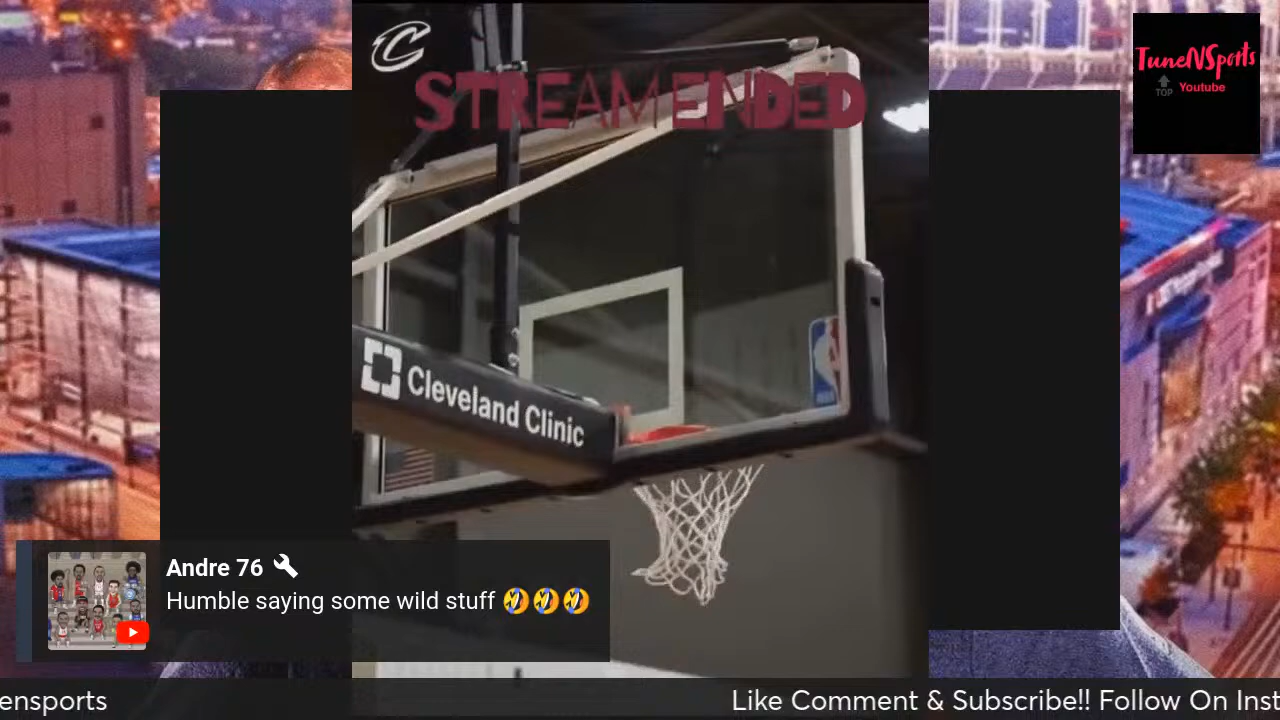 STREAM ENDED
TuneNSports
TOP
Youtube
Cleveland Clinic
Andre 76
Humble saying some wild stuff 🤣🤣🤣
ensports
Like Comment & Subscribe!! Follow On Inst